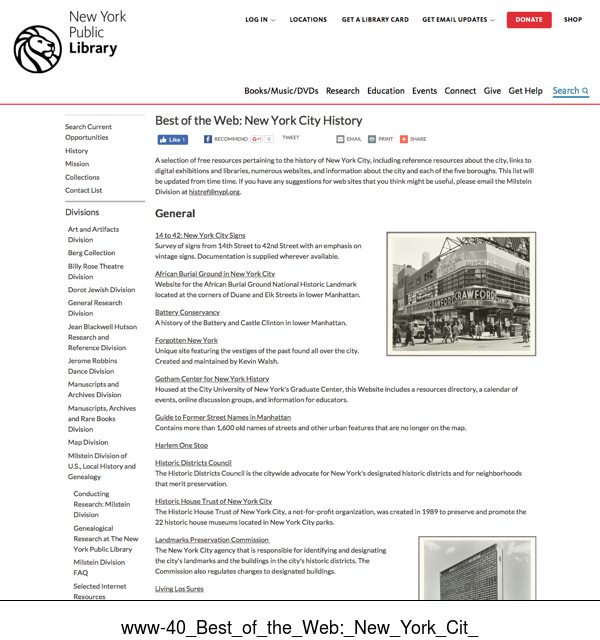 New York
Public
Library
LOG IN
LOCATIONS
GET A LIBRARY CARD
GET EMAIL UPDATES
DONATE
SHOP
Books/Music/DVDs Research Education Events Connect Give Get Help Search
Search Current
Opportunities
History
Mission
Collections
Contact List
Divisions
Art and Artifacts
Division
Berg Collection
Billy Rose Theatre
Division
Dorot Jewish Division
General Research
Division
Jean Blackwell Hutson
Research and
Reference Division
Jerome Robbins
Dance Division
Manuscripts and
Archives Division
Manuscripts, Archives
and Rare Books
Division
Map Division
Milstein Division of
U.S., Local History and
Genealogy
Conducting
Research: Milstein
Division
Genealogical
Research at The New
York Public Library
Milstein Division
FAQ
Selected Internet
Resources
Best of the Web: New York City History
Like 1 RECOMMEND G+1 0 TWEET EMAIL PRINT SHARE
A selection of free resources pertaining to the history of New York City, including reference resources about the city, links to
digital exhibitions and libraries, numerous websites, and information about the city and each of the five boroughs. This list will
be updated from time time. If you have any suggestions for web sites that you think might be useful, please email the Milstein
Division at histref@nypl.org.
General
14 to 42: New York City Signs
Survey of signs from 14th Street to 42nd Street with an emphasis on
vintage signs. Documentation is supplied wherever available.
African Burial Ground in New York City
Website for the African Burial Ground National Historic Landmark
located at the corners of Duane and Elk Streets in lower Manhattan.
Battery Conservancy
A history of the Battery and Castle Clinton in lower Manhattan.
Forgotten New York
Unique site featuring the vestiges of the past found all over the city.
Created and maintained by Kevin Walsh.
CRAWFORD CRAWFORD
Gotham Center for New York History
Housed at the City University of New York's Graduate Center, this Website includes a resources directory, a calendar of
events, online discussion groups, and information for educators.
Guide to Former Street Names in Manhattan
Contains more than 1,600 old names of streets and other urban features that are no longer on the map.
Harlem One Stop
Historic Districts Council
The Historic Districts Council is the citywide advocate for New York's designated historic districts and for neighborhoods
that merit preservation.
Historic House Trust of New York City
The Historic House Trust of New York City, a not-for-profit organization, was created in 1989 to preserve and promote the
22 historic house museums located in New York City parks.
Landmarks Preservation Commission
The New York City agency that is responsible for identifying and designating
the city's landmarks and the buildings in the city's historic districts. The
Commission also regulates changes to designated buildings.
Living Los Sures
www-40_Best_of_the_Web:_New_York_Cit_